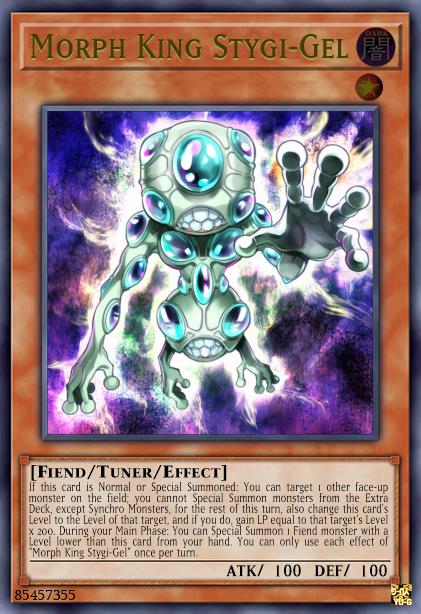 Morph King Stygi-Gel
DARK
闇
[Fiend/Tuner/Effect]
If this card is Normal or Special Summoned: You can target 1 other face-up
monster on the field; you cannot Special Summon monsters from the Extra
Deck, except Synchro Monsters, for the rest of this turn, also change this card's
Level to the Level of that target, and if you do, gain LP equal to that target's Level
x 200. During your Main Phase: You can Special Summon 1 Fiend monster with a
Level lower than this card from your hand. You can only use each effect of
"Morph King Stygi-Gel" once per turn.
ATK/ 100 DEF/ 100
85457355